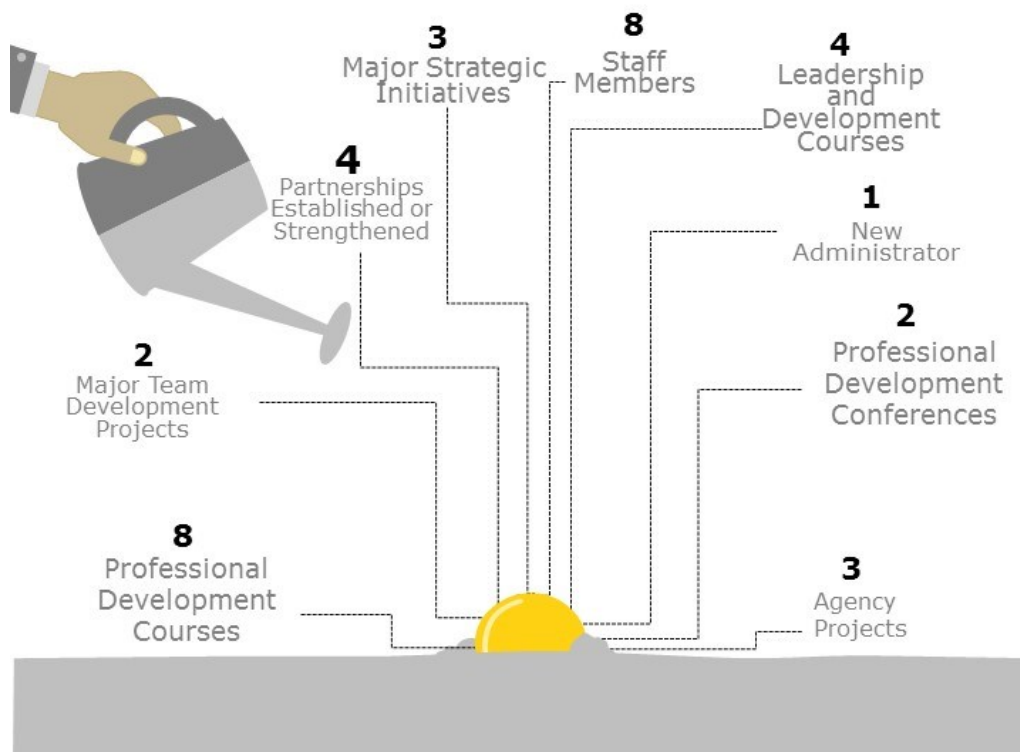 3
Major Strategic
Initiatives
8
Staff
Members
4
Leadership
and
Development
Courses
4
Partnerships
Established or
Strengthened
1
New
Administrator
2
Major Team
Development
Projects
2
Professional
Development
Conferences
8
Professional
Development
Courses
3
Agency
Projects